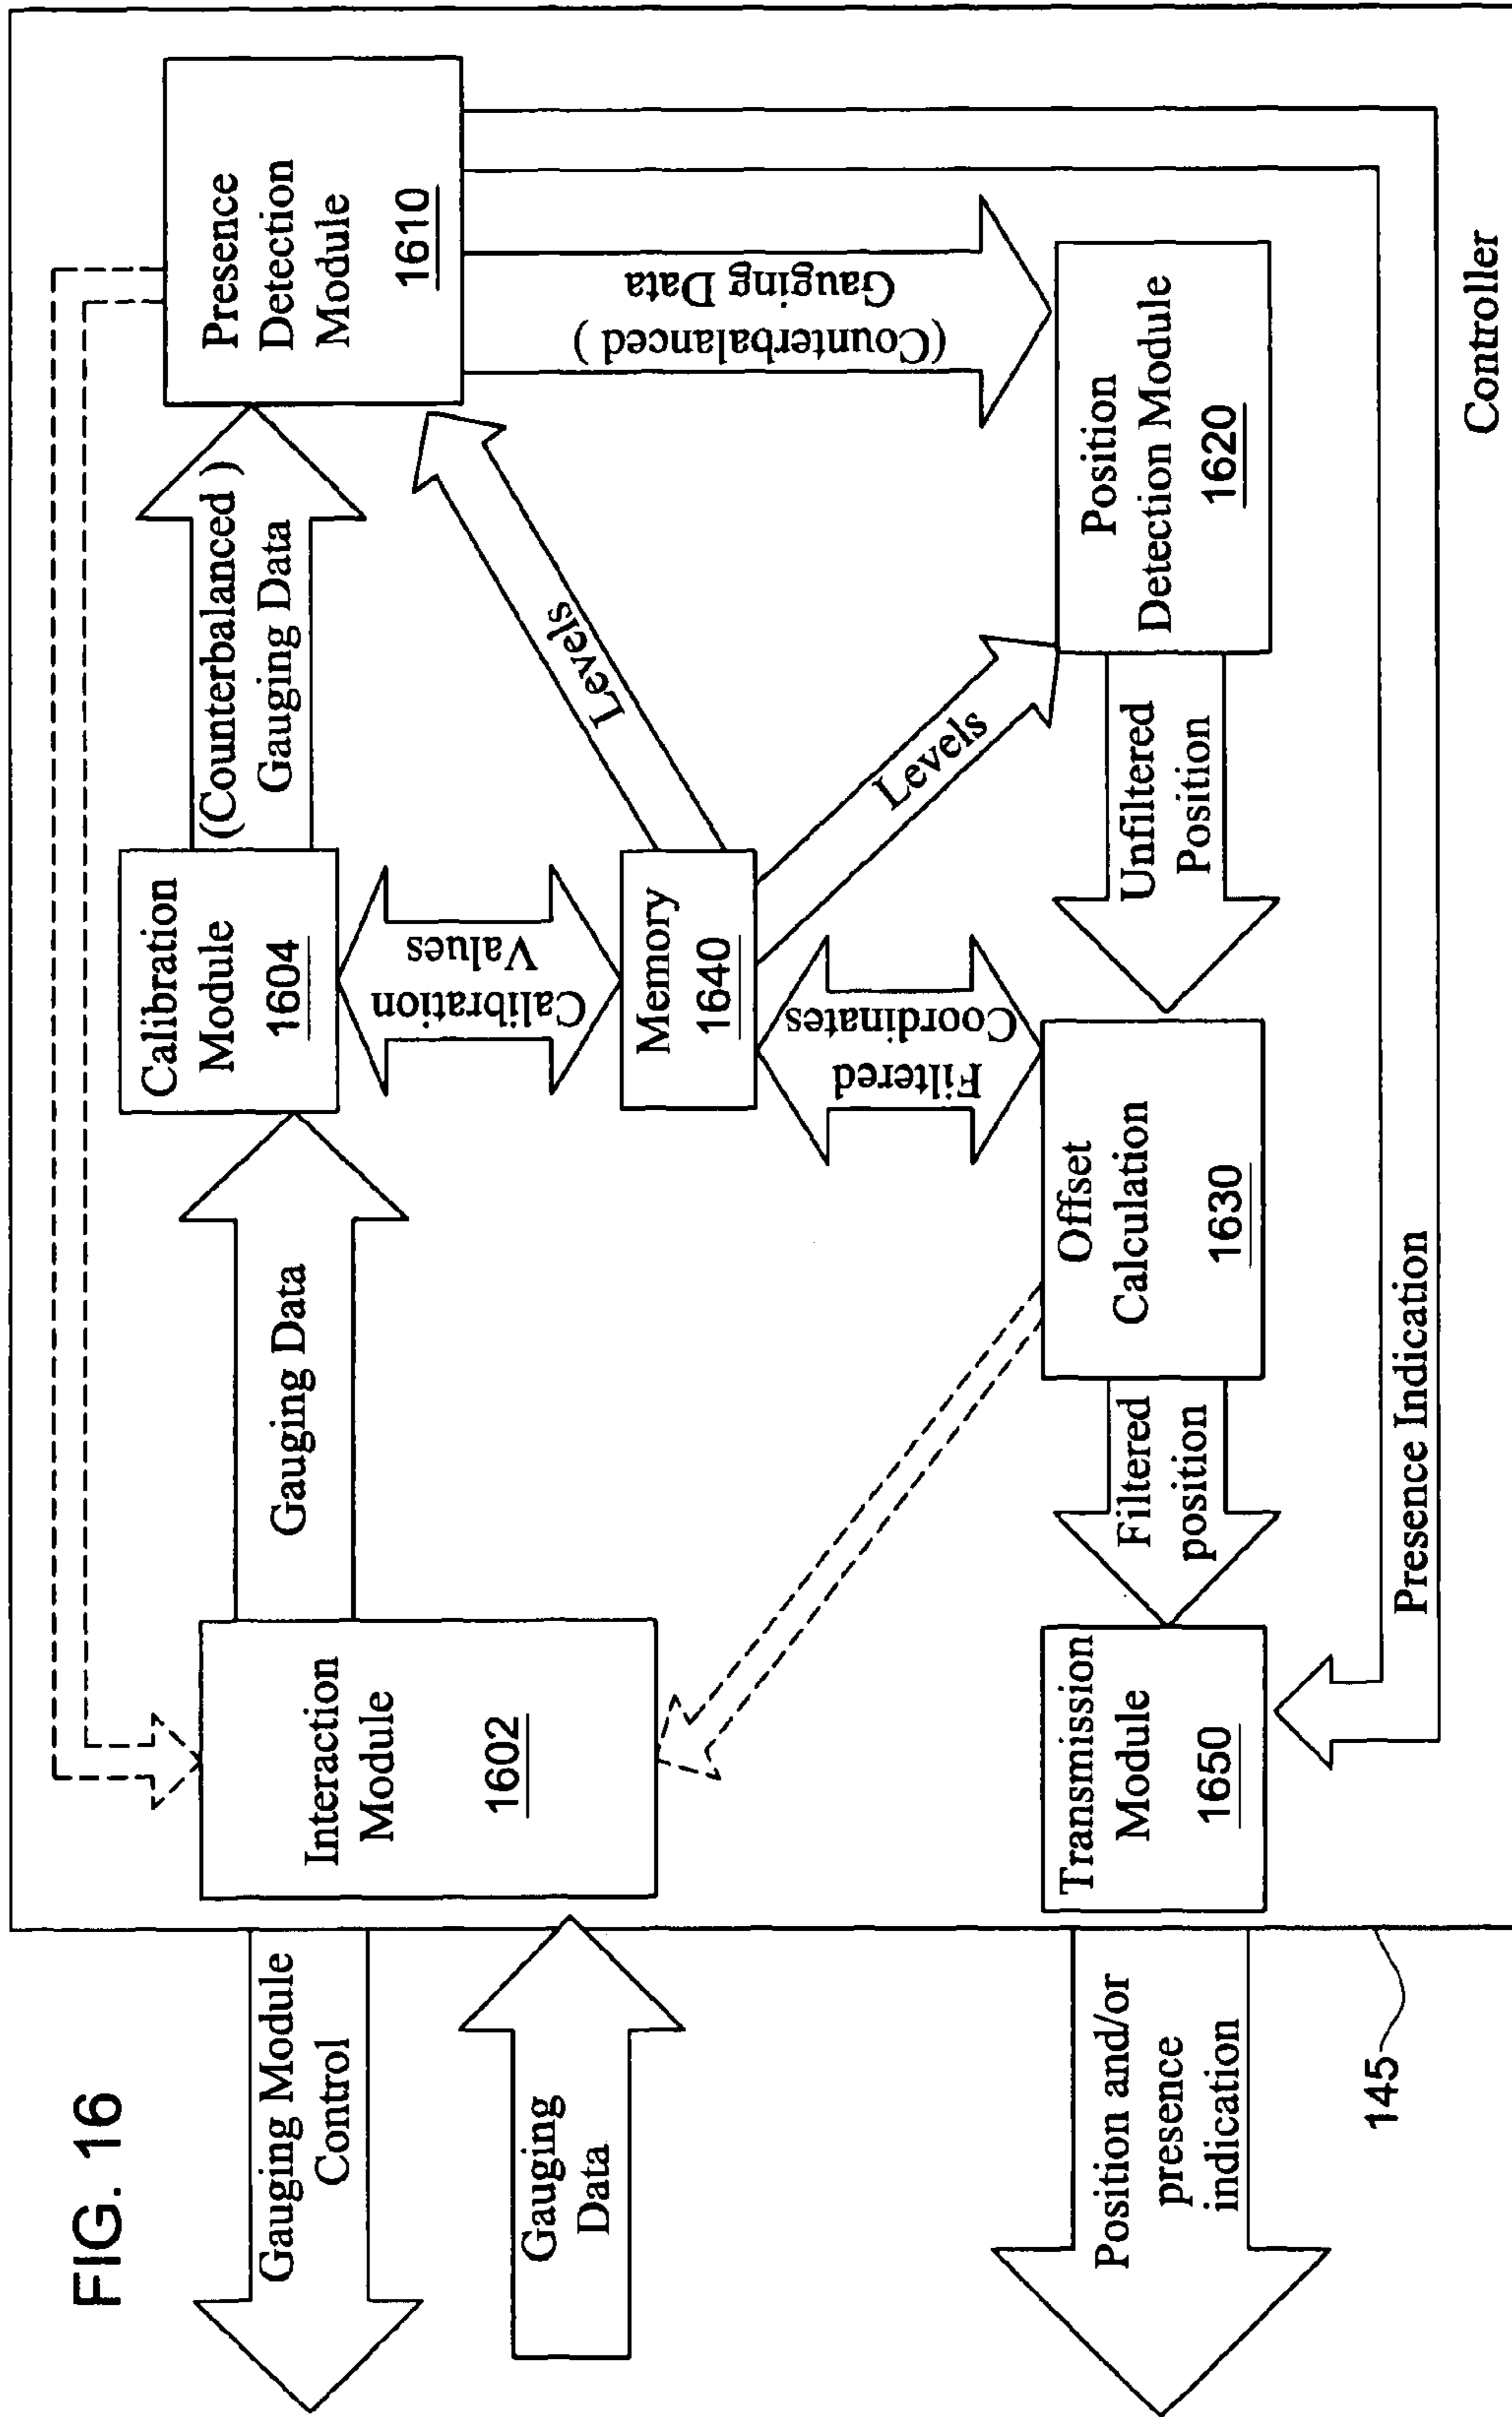 FIG. 16
Gauging Module
Control
Gauging
Data
Position and/or
presence
indication
145
Interaction
Module
1602
Gauging Data
Calibration
Module
1604
(Counterbalanced )
Gauging Data
Presence
Detection
Module
1610
Calibration
Values
Memory
1640
Levels
Levels
Gauging Data
(Counterbalanced )
Filtered
Coordinates
Transmission
Module
1650
Filtered
position
Offset
Calculation
1630
Unfiltered
Position
Position
Detection Module
1620
Presence Indication
Controller